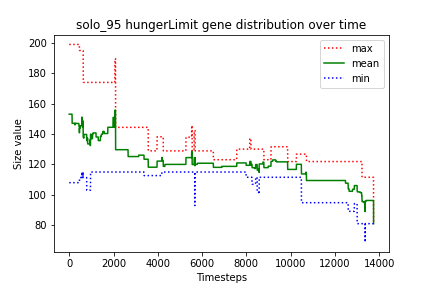 solo_95 hungerLimit gene distribution over time
max
mean
min
Size value
200
180
160
140
120
100
80
0
2000
4000
6000
8000
10000
12000
14000
Timesteps